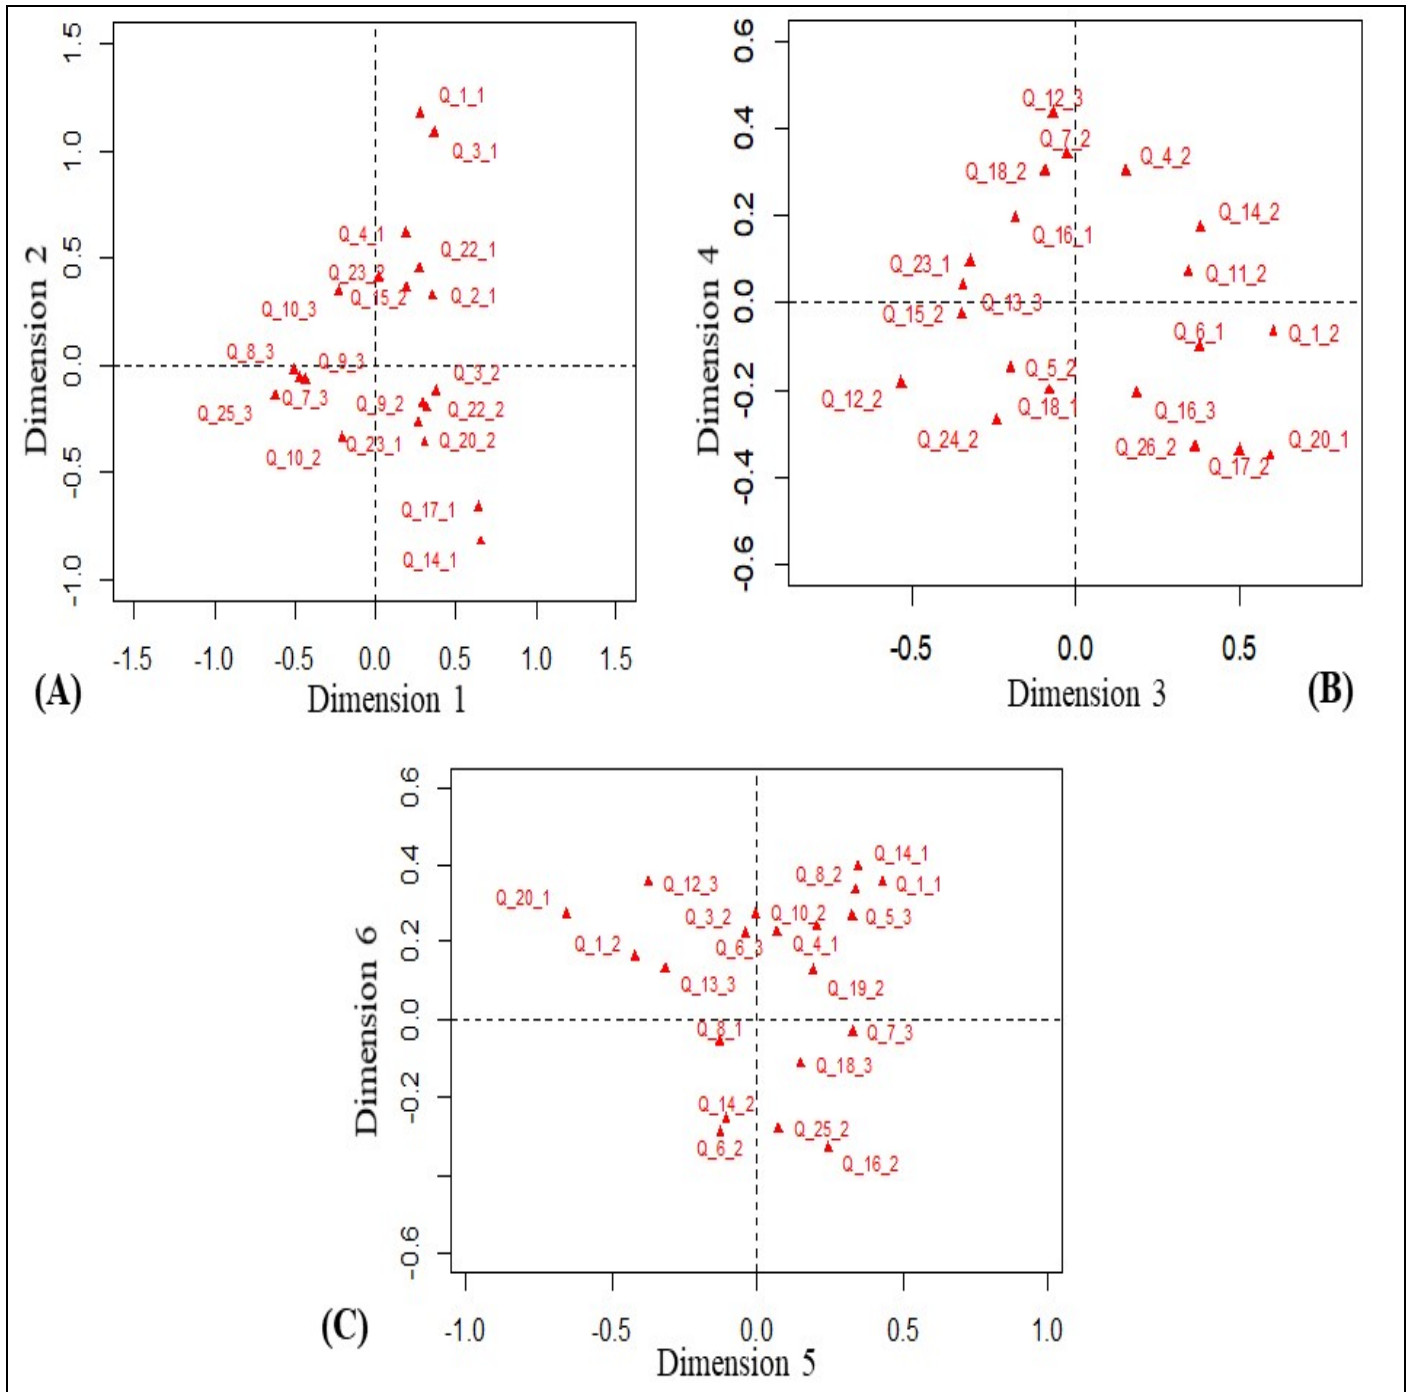 1.5
1.0
0.5
0.0
-0.5
-1.0
Dimension 2
Q_1_1
Q_3_1
Q_4_1
Q_22_1
Q_23_2
Q_15_2
Q_2_1
Q_10_3
Q_8_3
Q_9_3
Q_3_2
Q_7_3
Q_9_2
Q_22_2
Q_25_3
Q_23_1
Q_20_2
Q_10_2
Q_17_1
Q_14_1
-1.5 -1.0 -0.5 0.0 0.5 1.0 1.5
(A)
Dimension 1
0.6
0.4
0.2
0.0
-0.2
-0.4
-0.6
Dimension 4
Q_12_3
Q_7_2
Q_4_2
Q_18_2
Q_14_2
Q_16_1
Q_23_1
Q_11_2
Q_13_3
Q_15_2
Q_6_1
Q_1_2
Q_5_2
Q_12_2
Q_18_1
Q_16_3
Q_24_2
Q_26_2
Q_20_1
Q_17_2
-0.5 0.0 0.5
Dimension 3
(B)
0.6
0.4
0.2
0.0
-0.2
-0.6
Dimension 6
Q_14_1
Q_8_2
Q_12_3
Q_1_1
Q_20_1
Q_3_2
Q_10_2
Q_5_3
Q_1_2
Q_6_3
Q_4_1
Q_13_3
Q_19_2
Q_8_1
Q_7_3
Q_18_3
Q_14_2
Q_25_2
Q_6_2
Q_16_2
-1.0 -0.5 0.0 0.5 1.0
(C)
Dimension 5